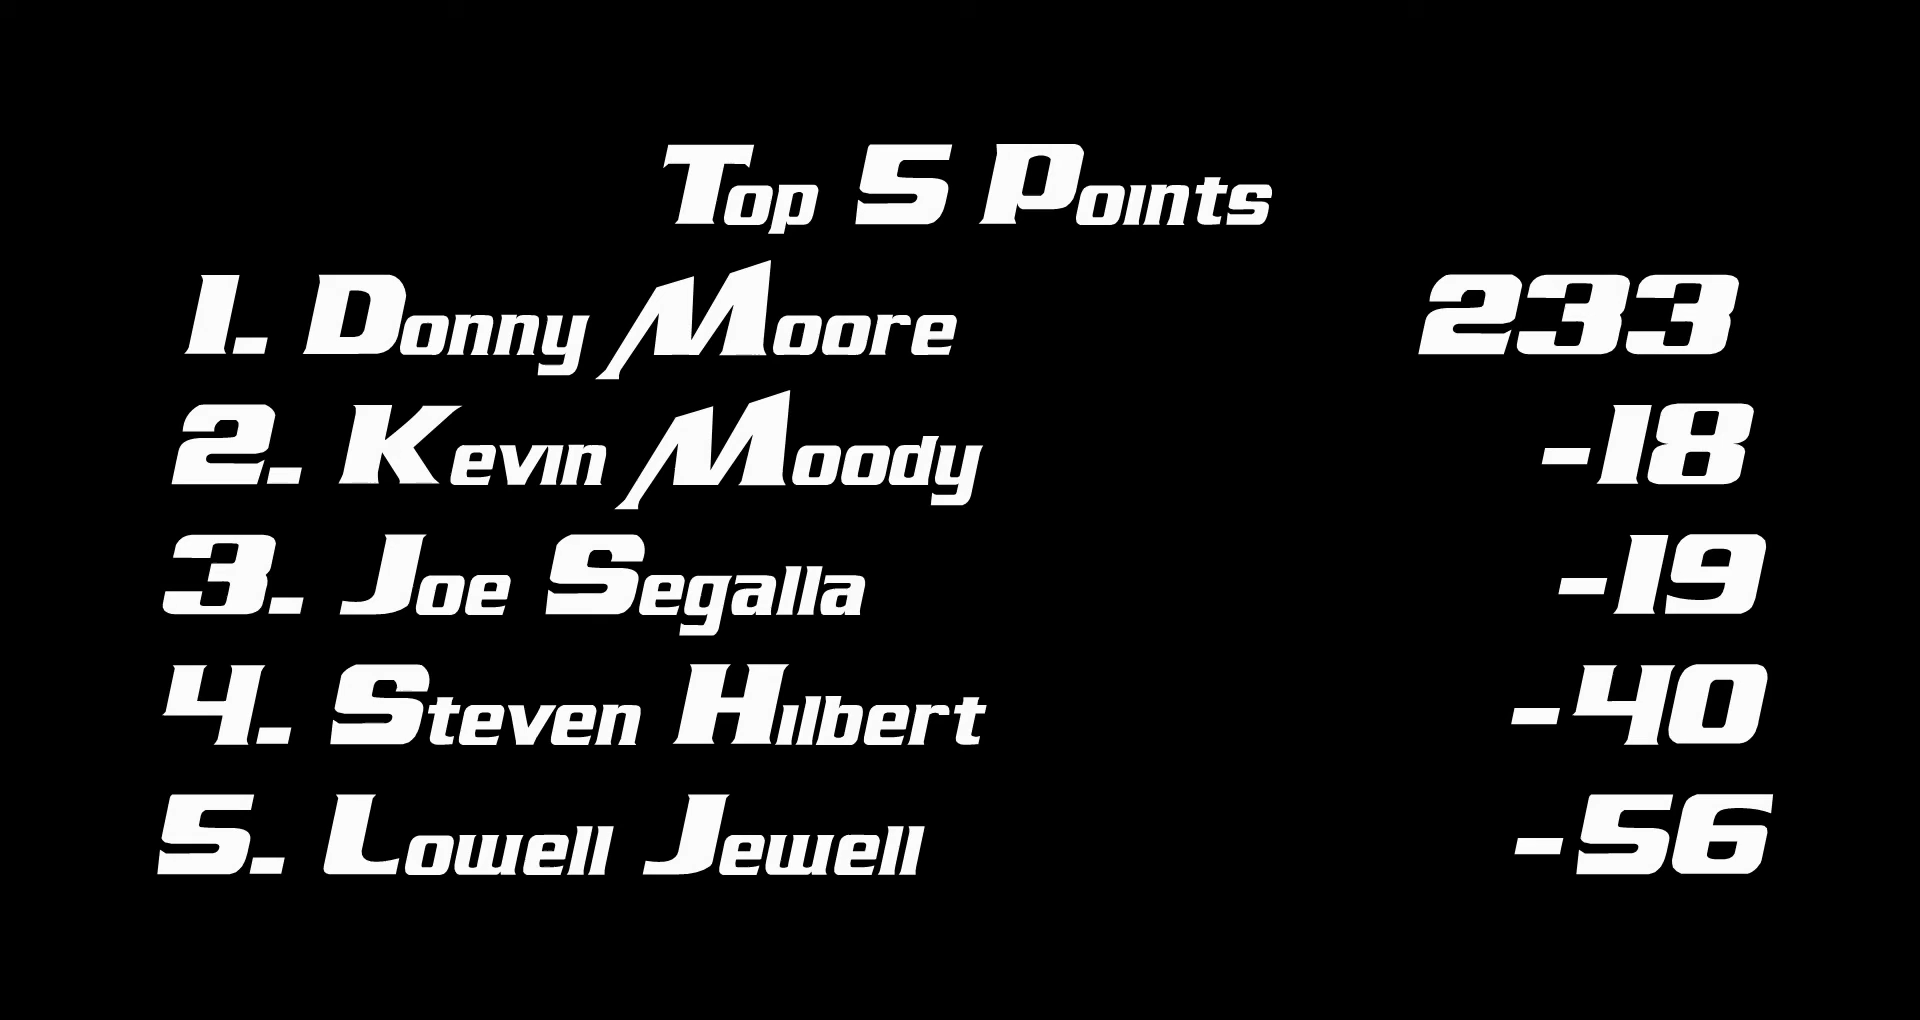 Top 5 Points
1. Donny Moore 233
2. Kevin Moody -18
3. Joe Segalla -19
4. Steven Hilbert -40
5. Lowell Jewell -56